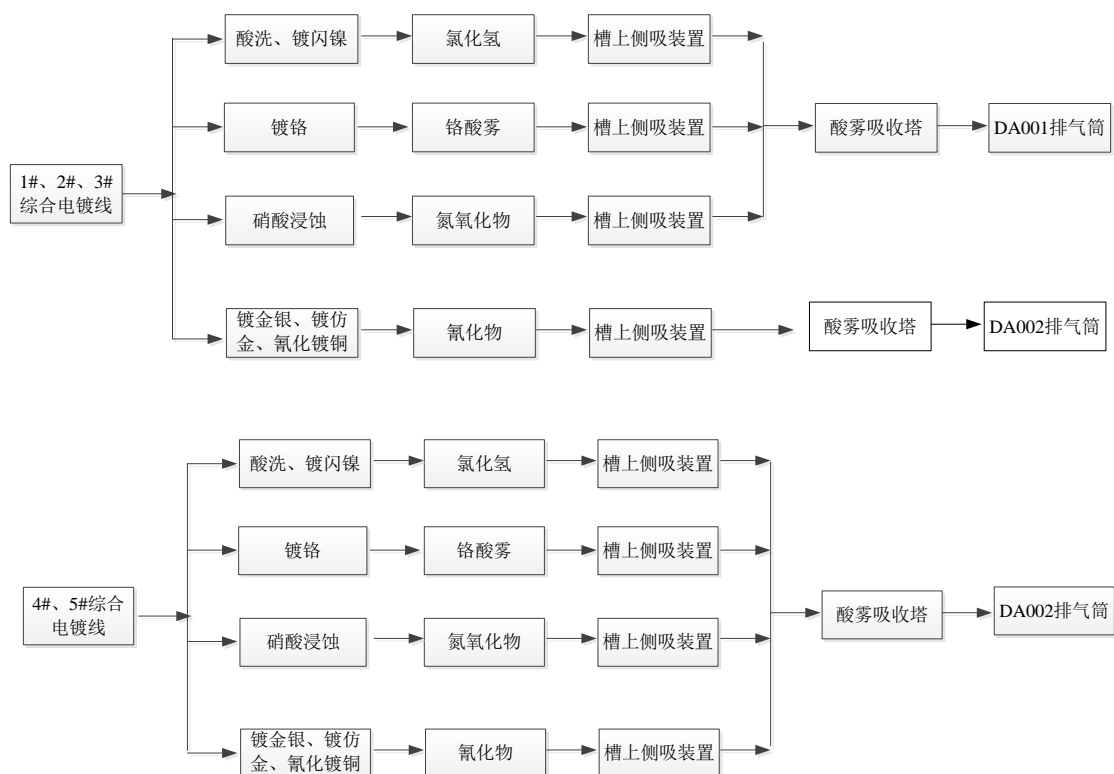 酸洗、镀闪镍
氯化氢
槽上侧吸装置
镀铬
铬酸雾
槽上侧吸装置
酸雾吸收塔
DA001排气筒
1#、2#、3#
综合电镀线
硝酸浸蚀
氮氧化物
槽上侧吸装置
镀金银、镀仿
金、氰化镀铜
氰化物
槽上侧吸装置
酸雾吸收塔
DA002排气筒
酸洗、镀闪镍
氯化氢
槽上侧吸装置
镀铬
铬酸雾
槽上侧吸装置
4#、5#综合
电镀线
酸雾吸收塔
DA002排气筒
硝酸浸蚀
氮氧化物
槽上侧吸装置
镀金银、镀仿
金、氰化镀铜
氰化物
槽上侧吸装置